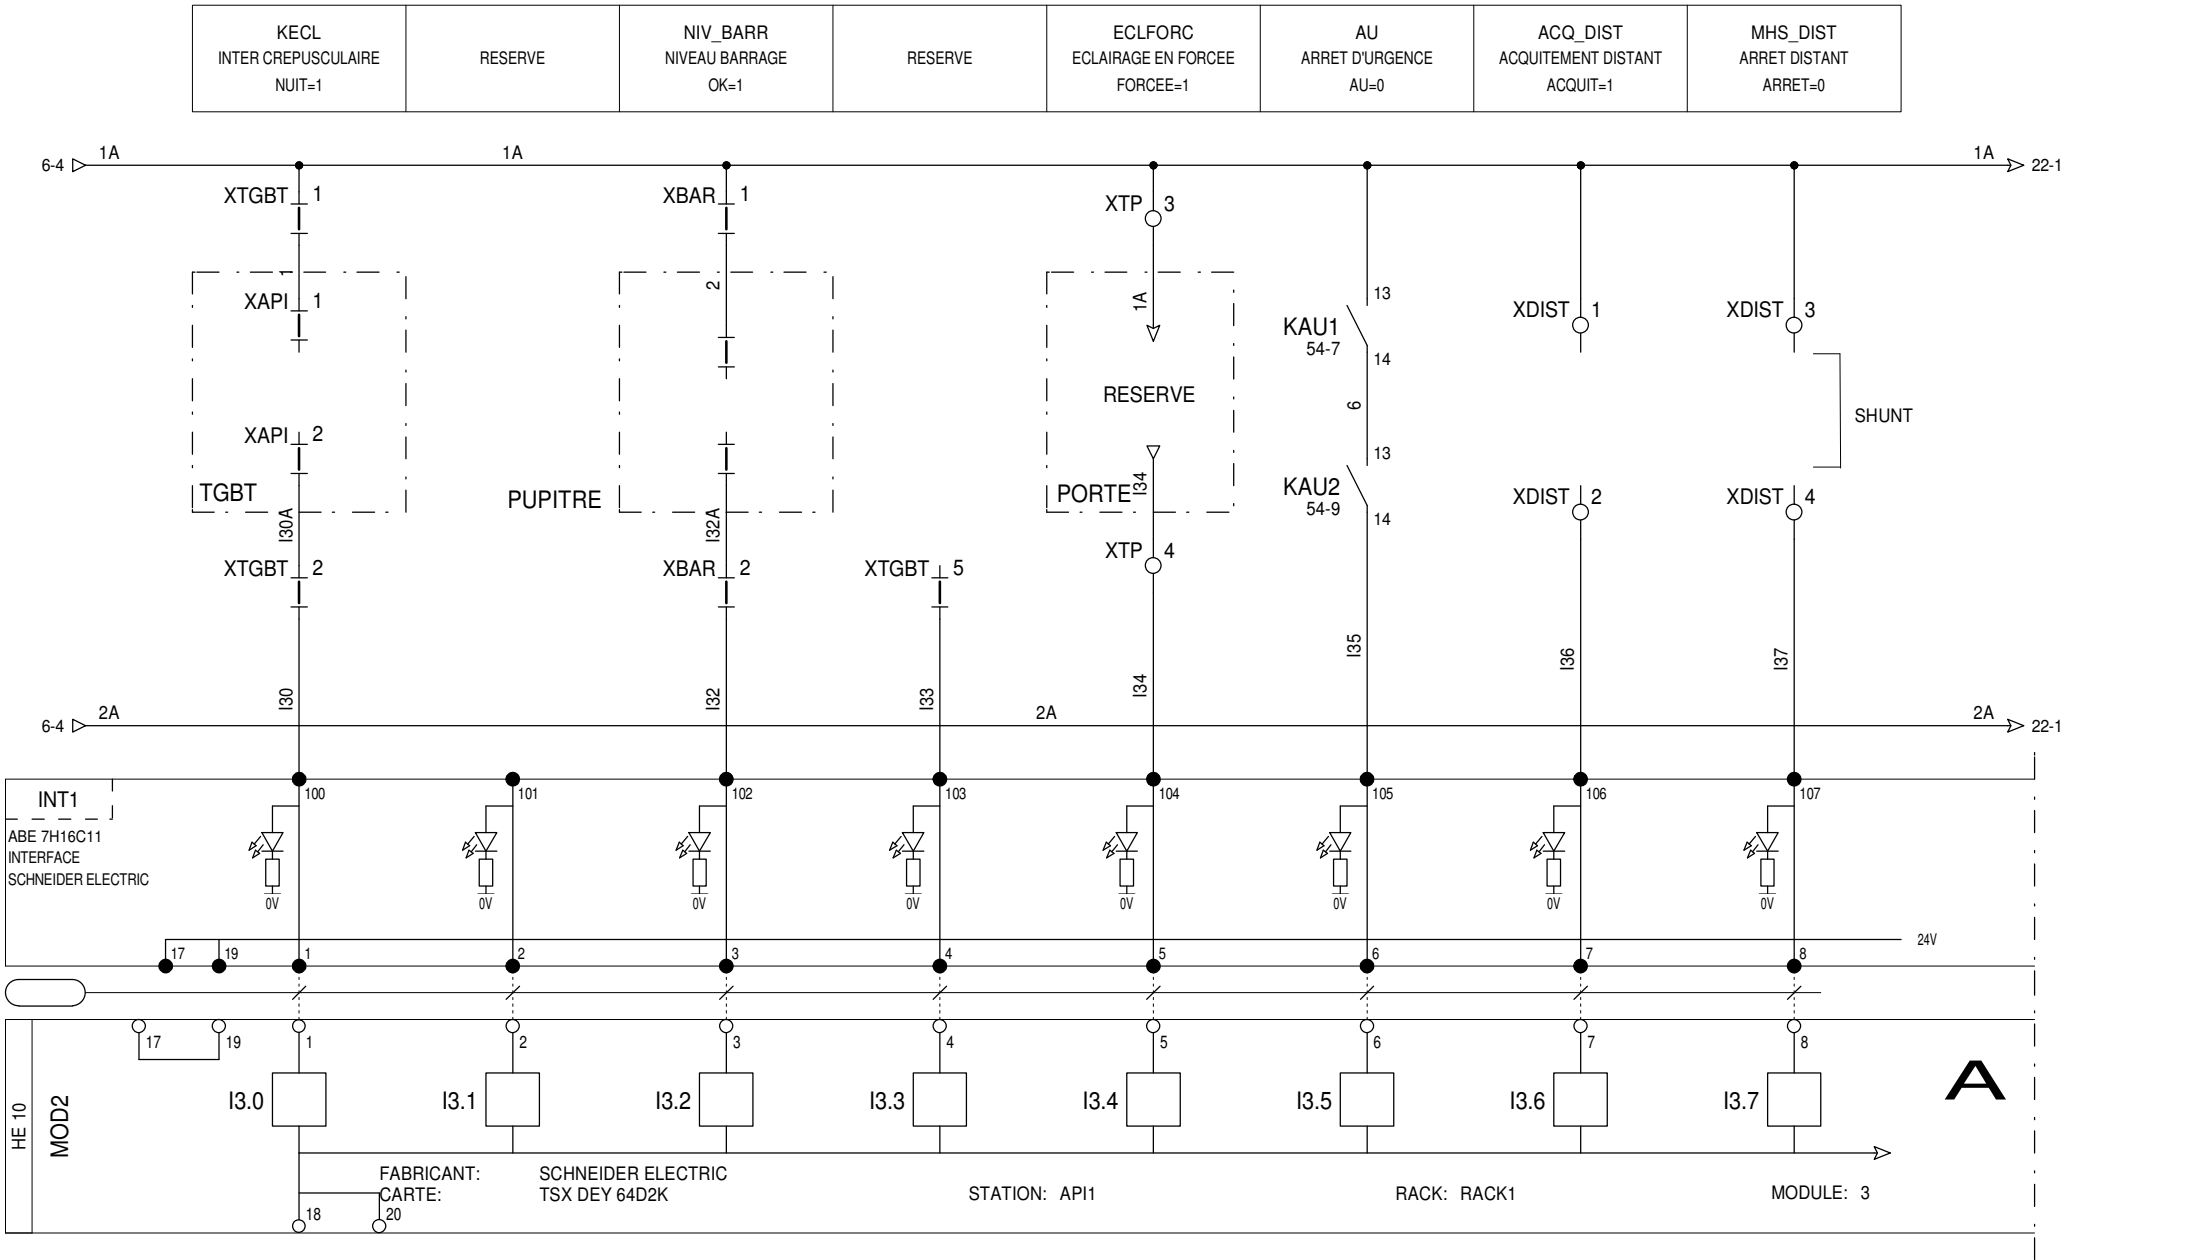 KECL
INTER CREPUSCULAIRE
NUIT=1
RESERVE
NIV_BARR
NIVEAU BARRAGE
OK=1
RESERVE
ECLFORC
ECLAIRAGE EN FORCEE
FORCEE=1
AU
ARRET D'URGENCE
AU=0
ACQ_DIST
ACQUITEMENT DISTANT
ACQUIT=1
MHS_DIST
ARRET DISTANT
ARRET=0
6-4 1A 1A 1A 22-1
XTGBT 1 XBAR 1 XTP 3
1 2 1A
XAPI 1 KAU1 54-7 13 14 XDIST 1 XDIST 3
RESERVE 6 SHUNT
XAPI 2 I34 KAU2 54-9 13 14 XDIST 2 XDIST 4
TGBT PUPITRE PORTE
I30A I32A
XTGBT 2 XBAR 2 XTGBT 5 XTP 4
I30 I32 I33 I34 I35 I36 I37
6-4 2A 2A 2A 22-1
INT1 100 101 102 103 104 105 106 107
ABE 7H16C11
INTERFACE
SCHNEIDER ELECTRIC
0V 0V 0V 0V 0V 0V 0V 0V
24V
17 19 1 2 3 4 5 6 7 8
17 19 1 2 3 4 5 6 7 8
HE 10 MOD2 I3.0 I3.1 I3.2 I3.3 I3.4 I3.5 I3.6 I3.7 A
FABRICANT: SCHNEIDER ELECTRIC
CARTE: TSX DEY 64D2K STATION: API1 RACK: RACK1 MODULE: 3
18 20